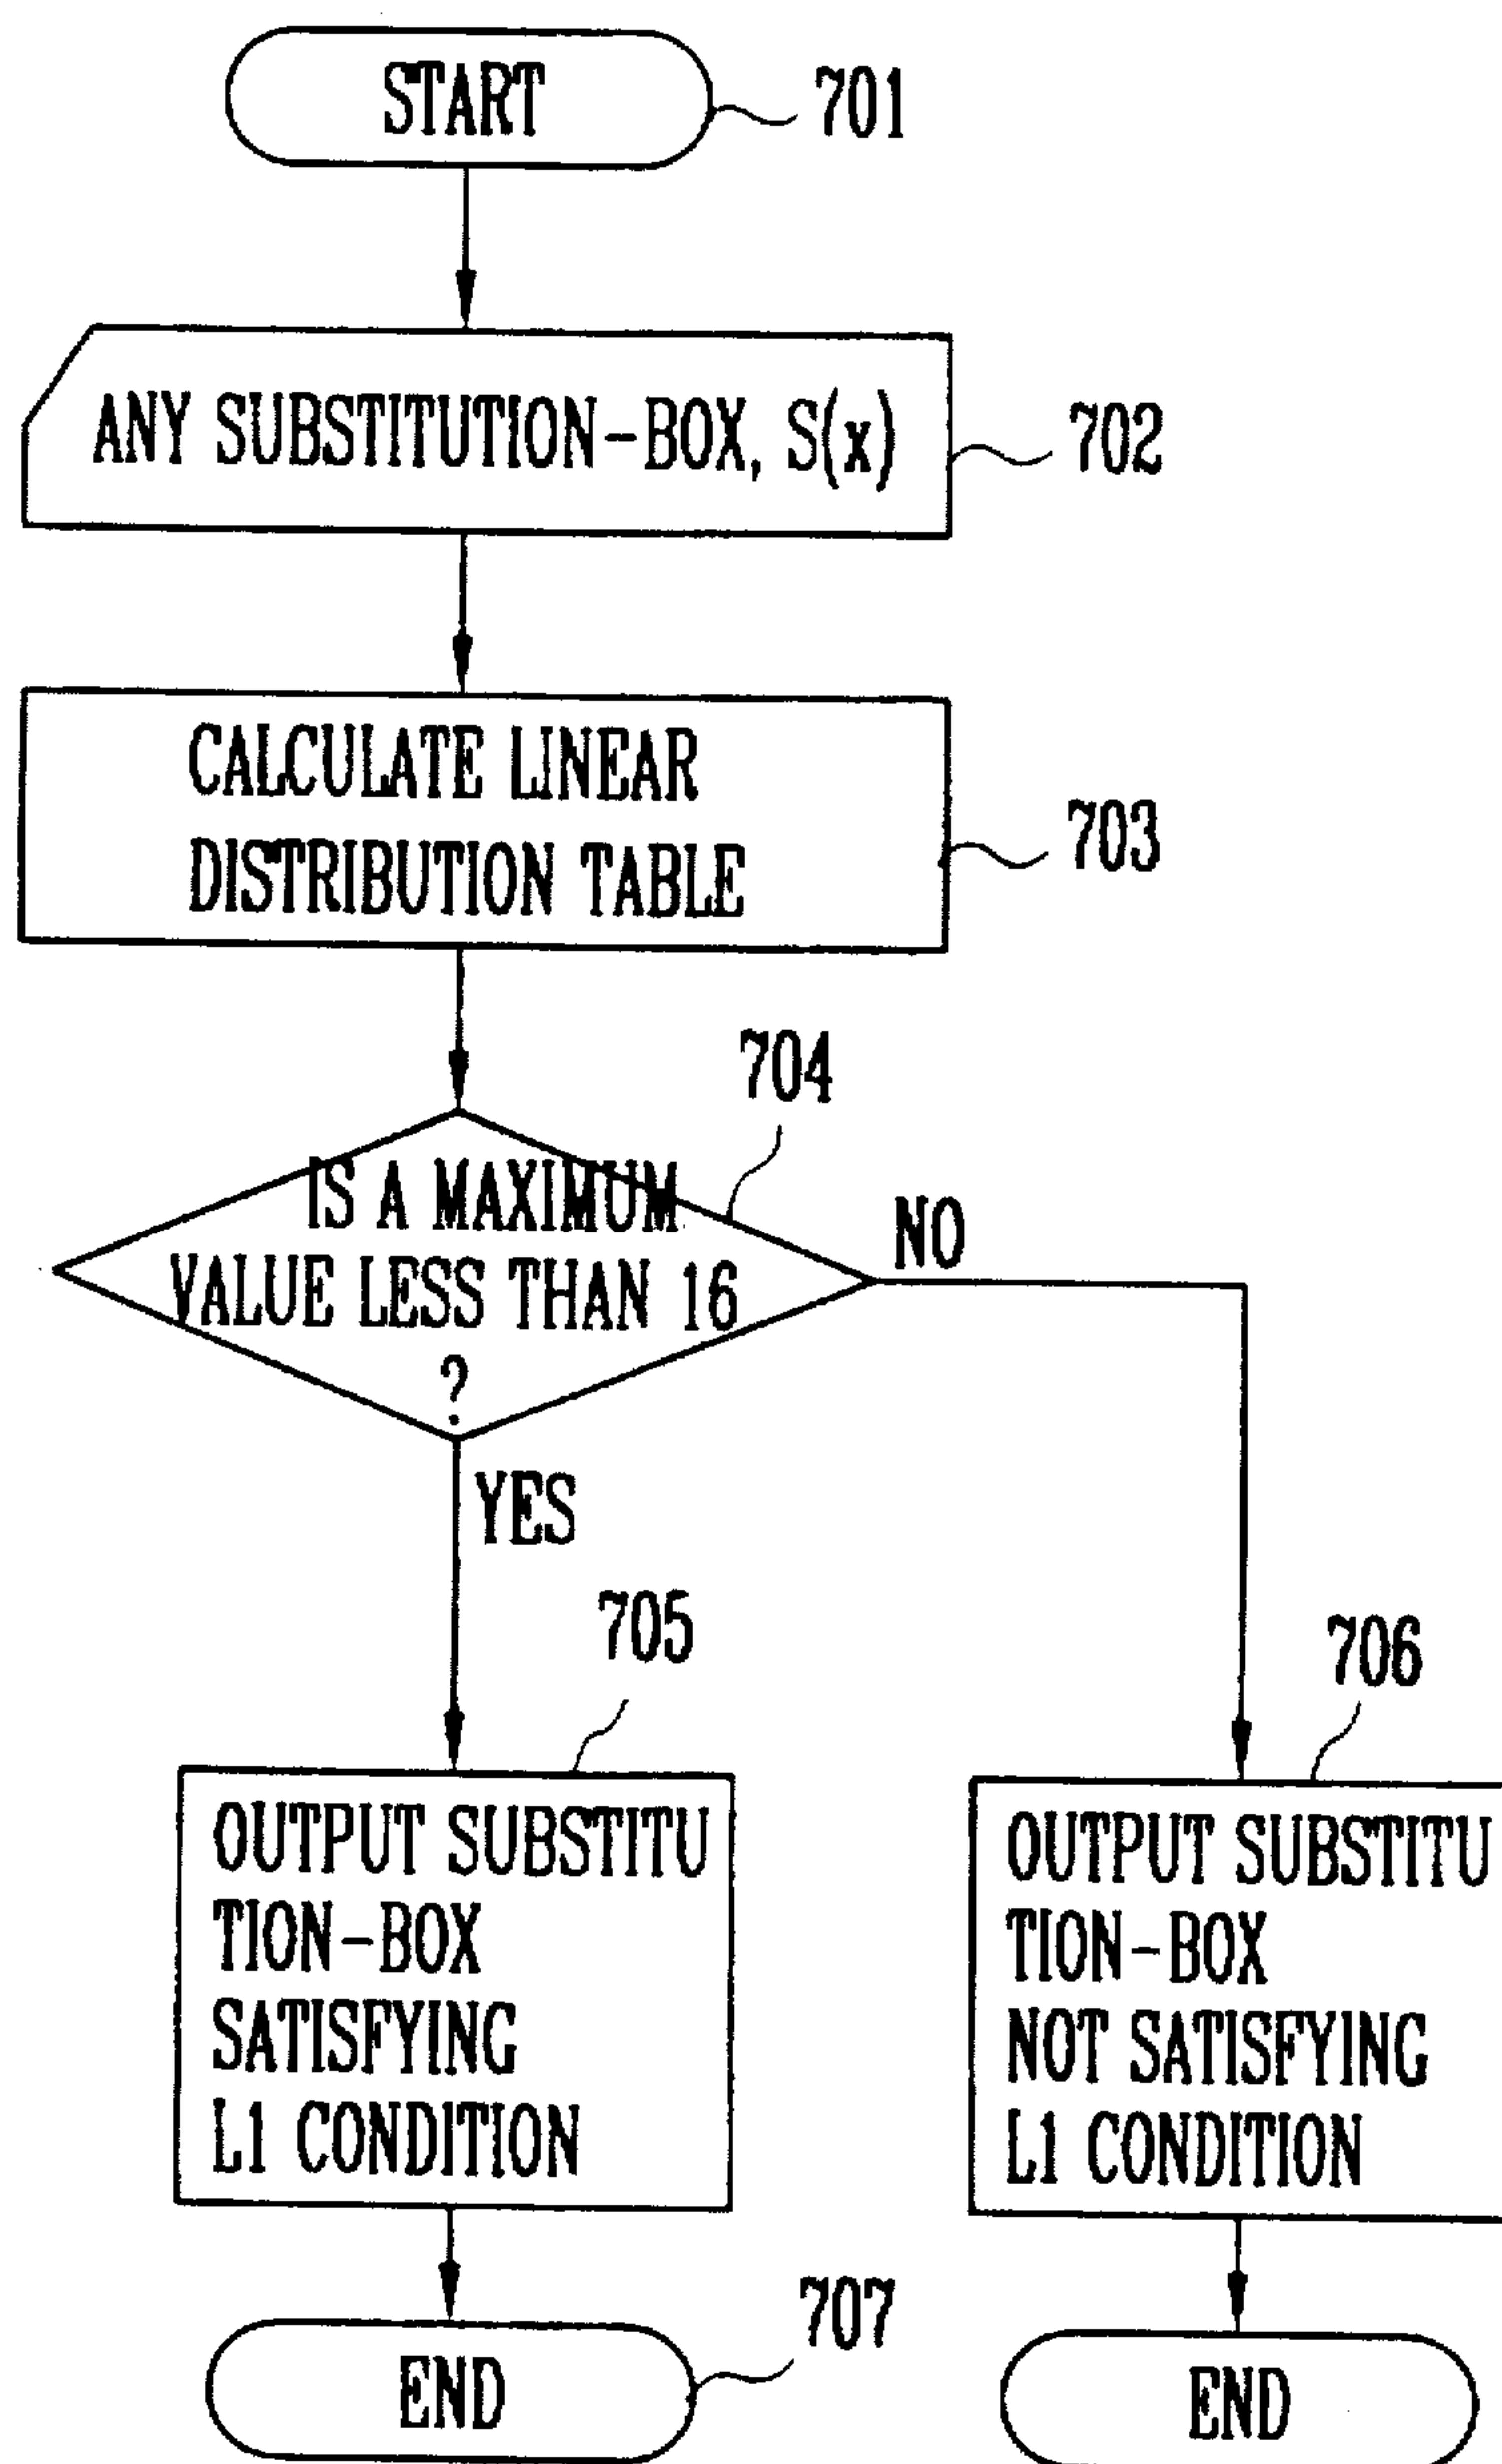 START
701
ANY SUBSTITUTION-BOX, S(x)
702
CALCULATE LINEAR
DISTRIBUTION TABLE
703
704
IS A MAXIMUM
VALUE LESS THAN 16
?
NO
YES
705
OUTPUT SUBSTITU
TION-BOX
SATISFYING
L1 CONDITION
706
OUTPUT SUBSTITU
TION-BOX
NOT SATISFYING
L1 CONDITION
END
707
END